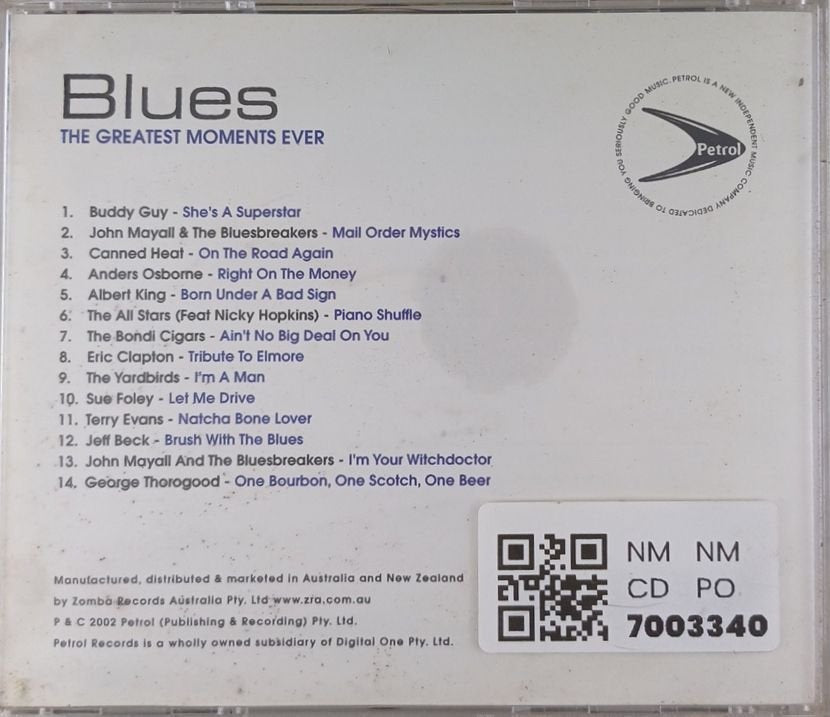 Blues
THE GREATEST MOMENTS EVER
PETROL IS A NEW INDEPENDENT MUSIC COMPANY DEDICATED TO BRINGING YOU SERIOUSLY GOOD MUSIC.
Petrol
1. Buddy Guy - She's A Superstar
2. John Mayall & The Bluesbreakers - Mail Order Mystics
3. Canned Heat - On The Road Again
4. Anders Osborne - Right On The Money
5. Albert King - Born Under A Bad Sign
6. The All Stars (Feat Nicky Hopkins) - Piano Shuffle
7. The Bondi Cigars - Ain't No Big Deal On You
8. Eric Clapton - Tribute To Elmore
9. The Yardbirds - I'm A Man
10. Sue Foley - Let Me Drive
11. Terry Evans - Natcha Bone Lover
12. Jeff Beck - Brush With The Blues
13. John Mayall And The Bluesbreakers - I'm Your Witchdoctor
14. George Thorogood - One Bourbon, One Scotch, One Beer
Manufactured, distributed & marketed in Australia and New Zealand
by Zomba Records Australia Pty. Ltd www.zra.com.au
P & C 2002 Petrol (Publishing & Recording) Pty. Ltd.
Petrol Records is a wholly owned subsidiary of Digital One Pty. Ltd.
NM NM
CD PO
7003340